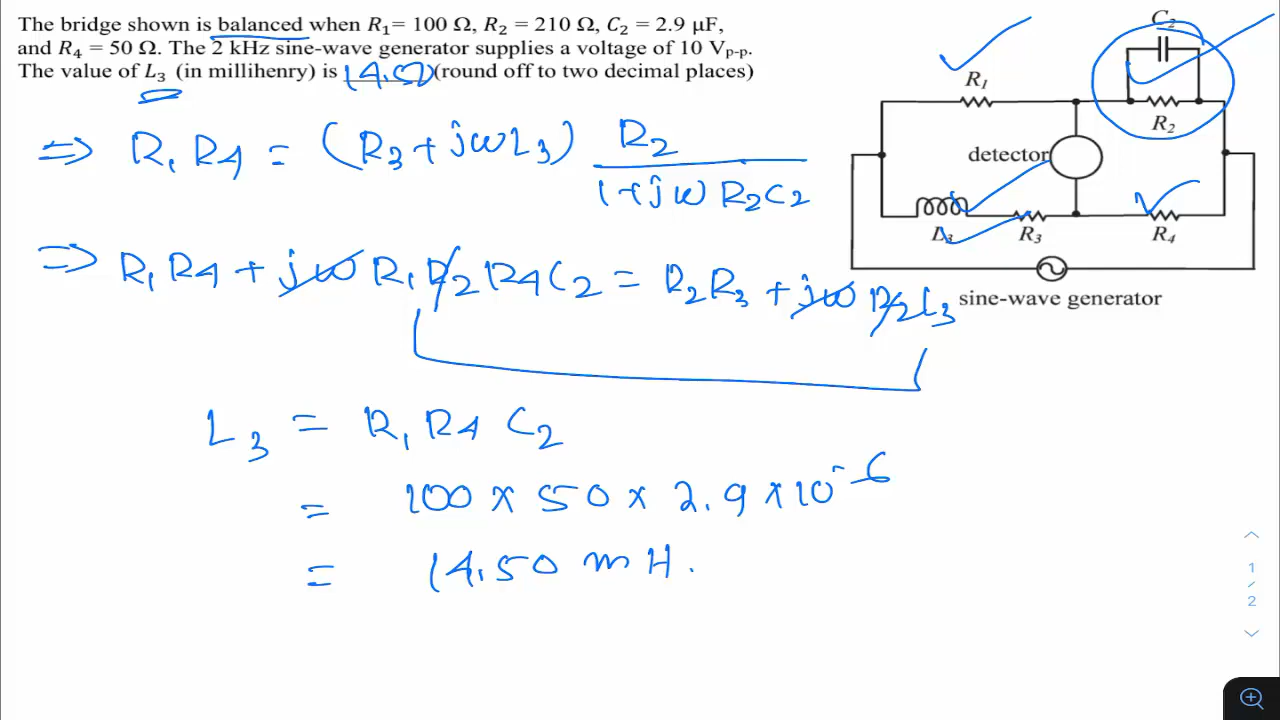 The bridge shown is balanced when R₁= 100 Ω, R₂ = 210 Ω, C₂ = 2.9 μF,
and R₄ = 50 Ω. The 2 kHz sine-wave generator supplies a voltage of 10 Vₚ₋ₚ.
The value of L₃ (in millihenry) is 14.50 (round off to two decimal places)
C₂
R₁
R₂
detector
L₃ R₃ R₄
sine-wave generator
⇒ R₁R₄ = (R₃+jωL₃) R₂
1+jωR₂C₂
⇒ R₁R₄ + jωR₁R₂R₄C₂ = R₂R₃ + jωR₂L₃
L₃ = R₁R₄C₂
= 100 × 50 × 2.9 × 10⁻⁶
= 14.50 mH.
1
/
2